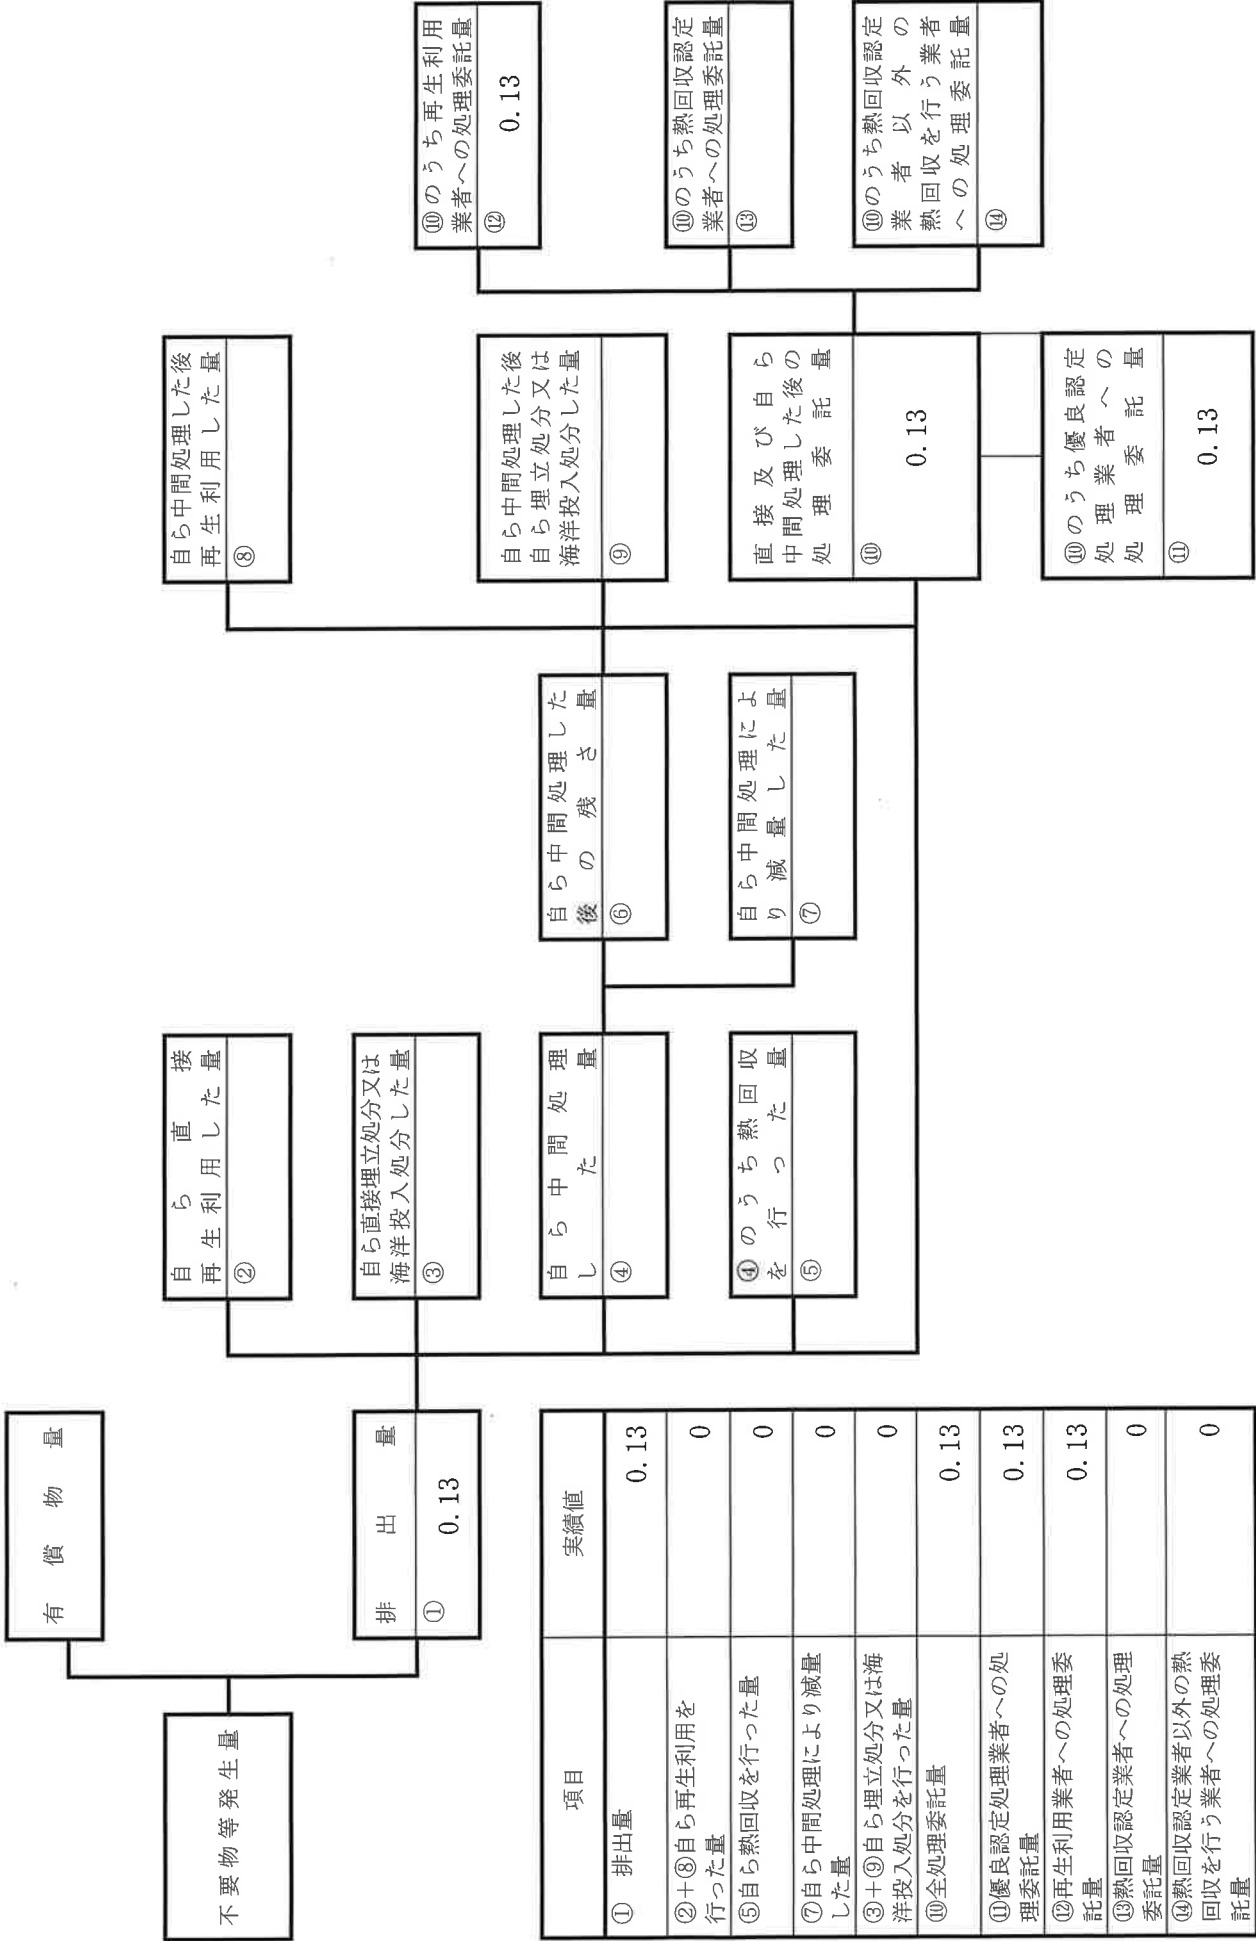 不要物等発生量
有償物量
排出量
① 0.13
自ら直接
再生利用した量
②
自ら直接埋立処分又は
海洋投入処分した量
③
自ら中間処理
した量
④
④のうち熱回収
を行った量
⑤
自ら中間処理した
後の残さ量
⑥
自ら中間処理によ
り減量した量
⑦
自ら中間処理した後
再生利用した量
⑧
自ら中間処理した後
自ら埋立処分又は
海洋投入処分した量
⑨
直接及び自ら
中間処理した後の
処理委託量
⑩ 0.13
⑩のうち優良認定
処理業者への
処理委託量
⑪ 0.13
⑩のうち再生利用
業者への処理委託量
⑫ 0.13
⑩のうち熱回収認定
業者への処理委託量
⑬
⑩のうち熱回収認定
業者以外の
熱回収を行う業者
への処理委託量
⑭
項目 実績値
① 排出量 0.13
②+⑧自ら再生利用を
行った量 0
⑤自ら熱回収を行った量 0
⑦自ら中間処理により減量
した量 0
③+⑨自ら埋立処分又は海
洋投入処分を行った量 0
⑩全処理委託量 0.13
⑪優良認定処理業者への処
理委託量 0.13
⑫再生利用業者への処理委
託量 0.13
⑬熱回収認定業者への処理
委託量 0
⑭熱回収認定業者以外の熱
回収を行う業者への処理委
託量 0